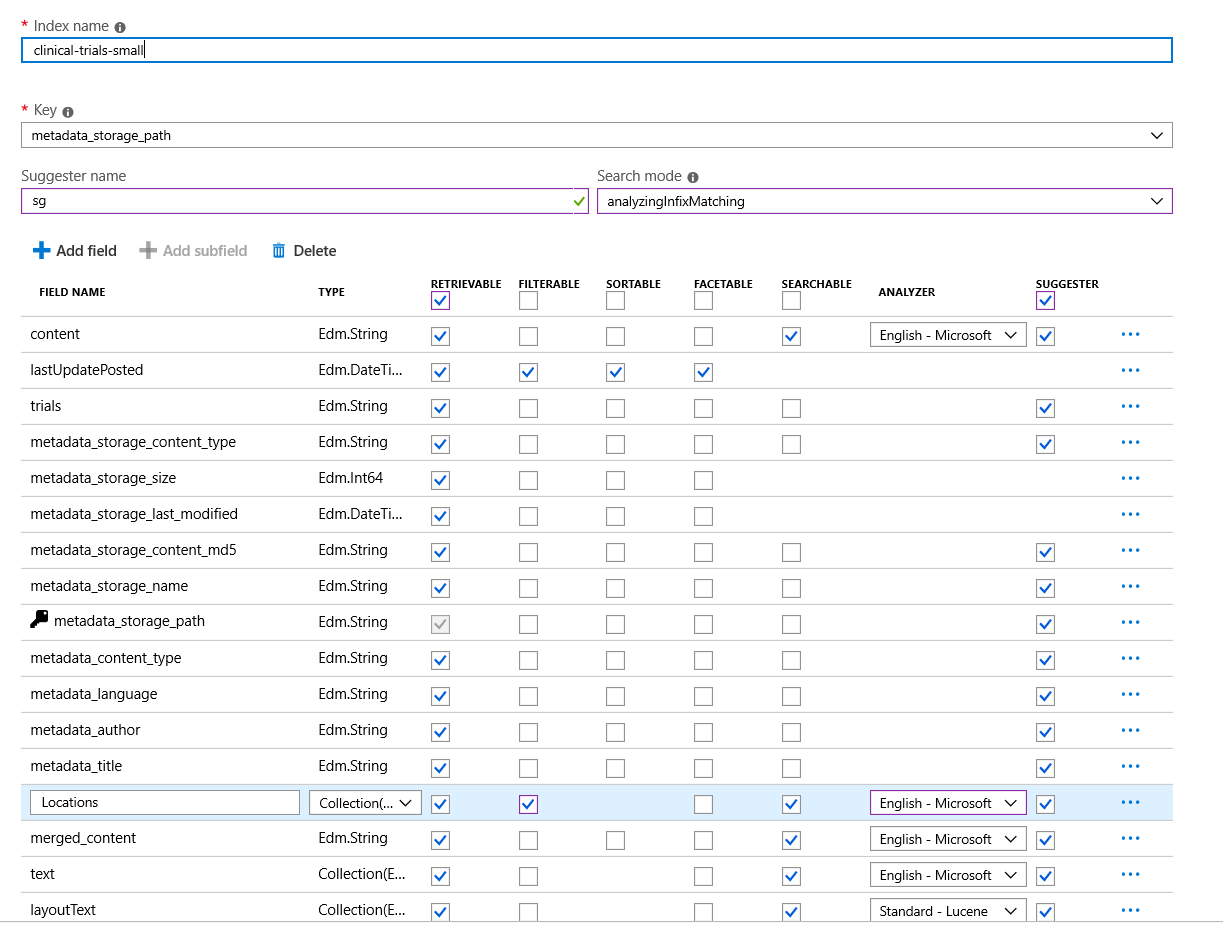 * Index name
clinical-trials-small
* Key
metadata_storage_path
Suggester name Search mode
sg analyzingInfixMatching
Add field Add subfield Delete
FIELD NAME TYPE RETRIEVABLE FILTERABLE SORTABLE FACETABLE SEARCHABLE ANALYZER SUGGESTER
content Edm.String English - Microsoft ...
lastUpdatePosted Edm.DateTi... ...
trials Edm.String ...
metadata_storage_content_type Edm.String ...
metadata_storage_size Edm.Int64 ...
metadata_storage_last_modified Edm.DateTi... ...
metadata_storage_content_md5 Edm.String ...
metadata_storage_name Edm.String ...
metadata_storage_path Edm.String ...
metadata_content_type Edm.String ...
metadata_language Edm.String ...
metadata_author Edm.String ...
metadata_title Edm.String ...
Locations Collection(... English - Microsoft ...
merged_content Edm.String English - Microsoft ...
text Collection(E... English - Microsoft ...
layoutText Collection(E... Standard - Lucene ...